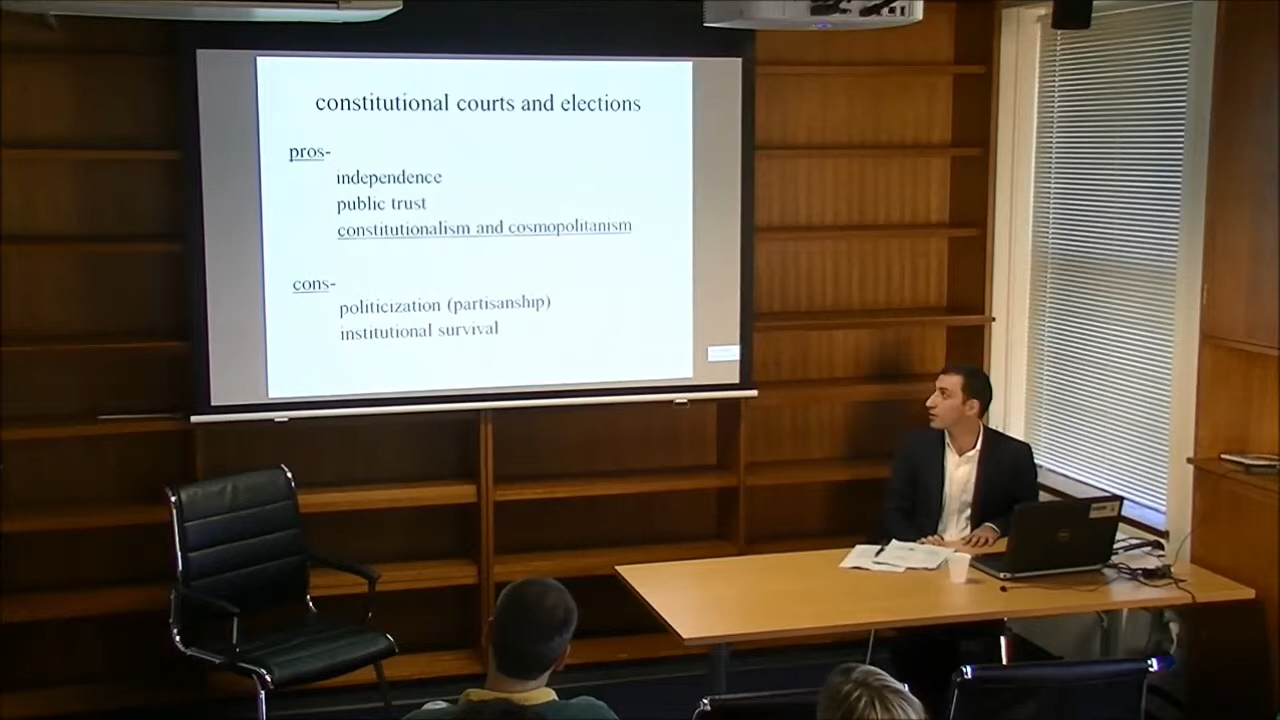 constitutional courts and elections
pros-
independence
public trust
constitutionalism and cosmopolitanism
cons-
politicization (partisanship)
institutional survival